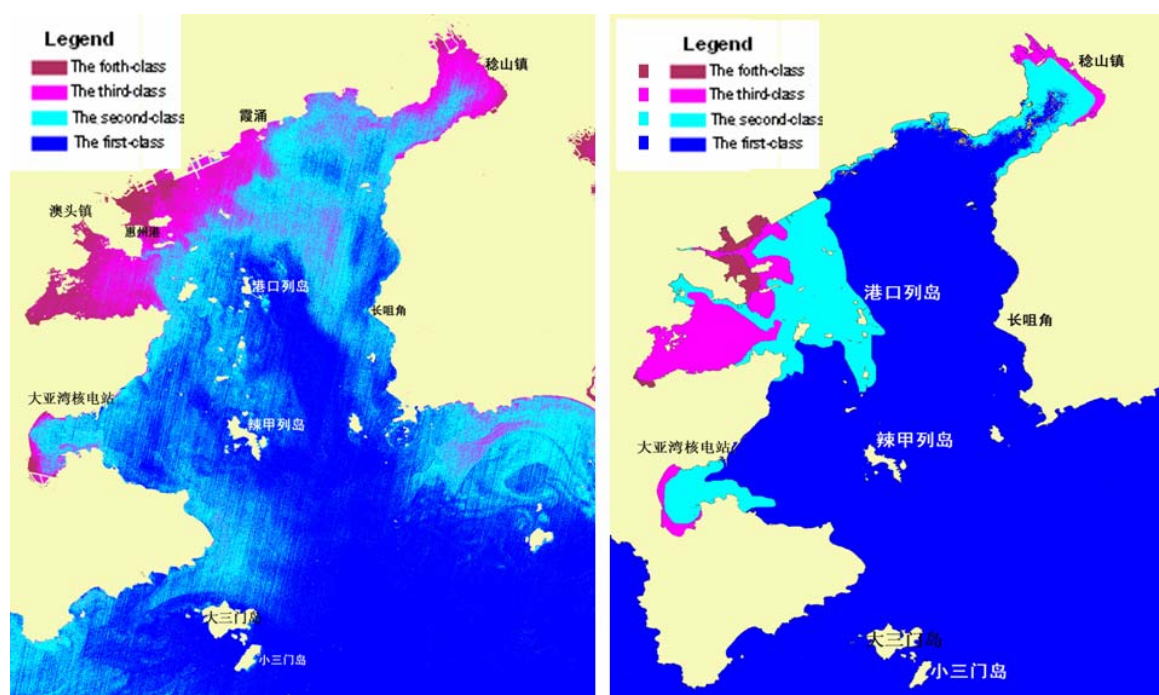 Legend
The forth-class
The third-class
The second-class
The first-class
稔山镇
霞涌
澳头镇
惠州港
港口列岛
长咀角
大亚湾核电站
辣甲列岛
大三门岛
小三门岛
Legend
The forth-class
The third-class
The second-class
The first-class
稔山镇
港口列岛
长咀角
辣甲列岛
大亚湾核电站
大三门岛
小三门岛